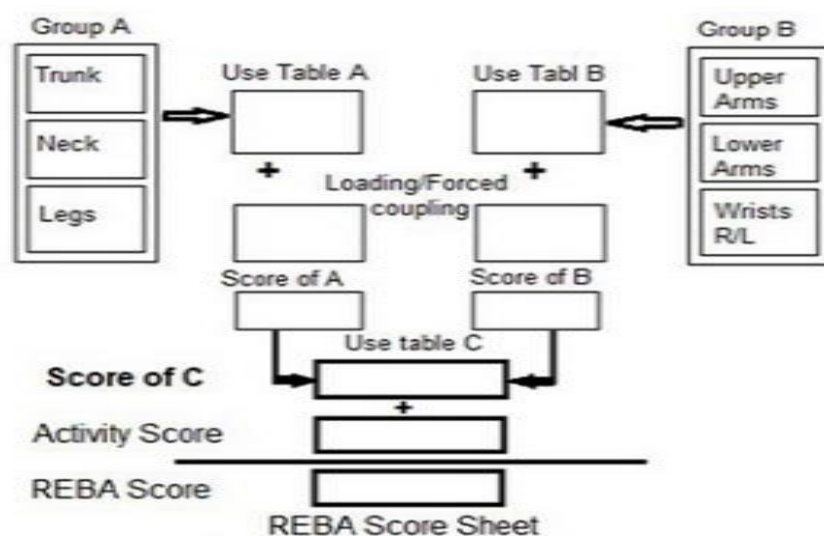 Group A
Group B
Trunk
Neck
Legs
Use Table A
Use Tabl B
Upper
Arms
Lower
Arms
Wrists
R/L
+
+
Loading/Forced
coupling
Score of A
Score of B
Use table C
Score of C
+
Activity Score
REBA Score
REBA Score Sheet